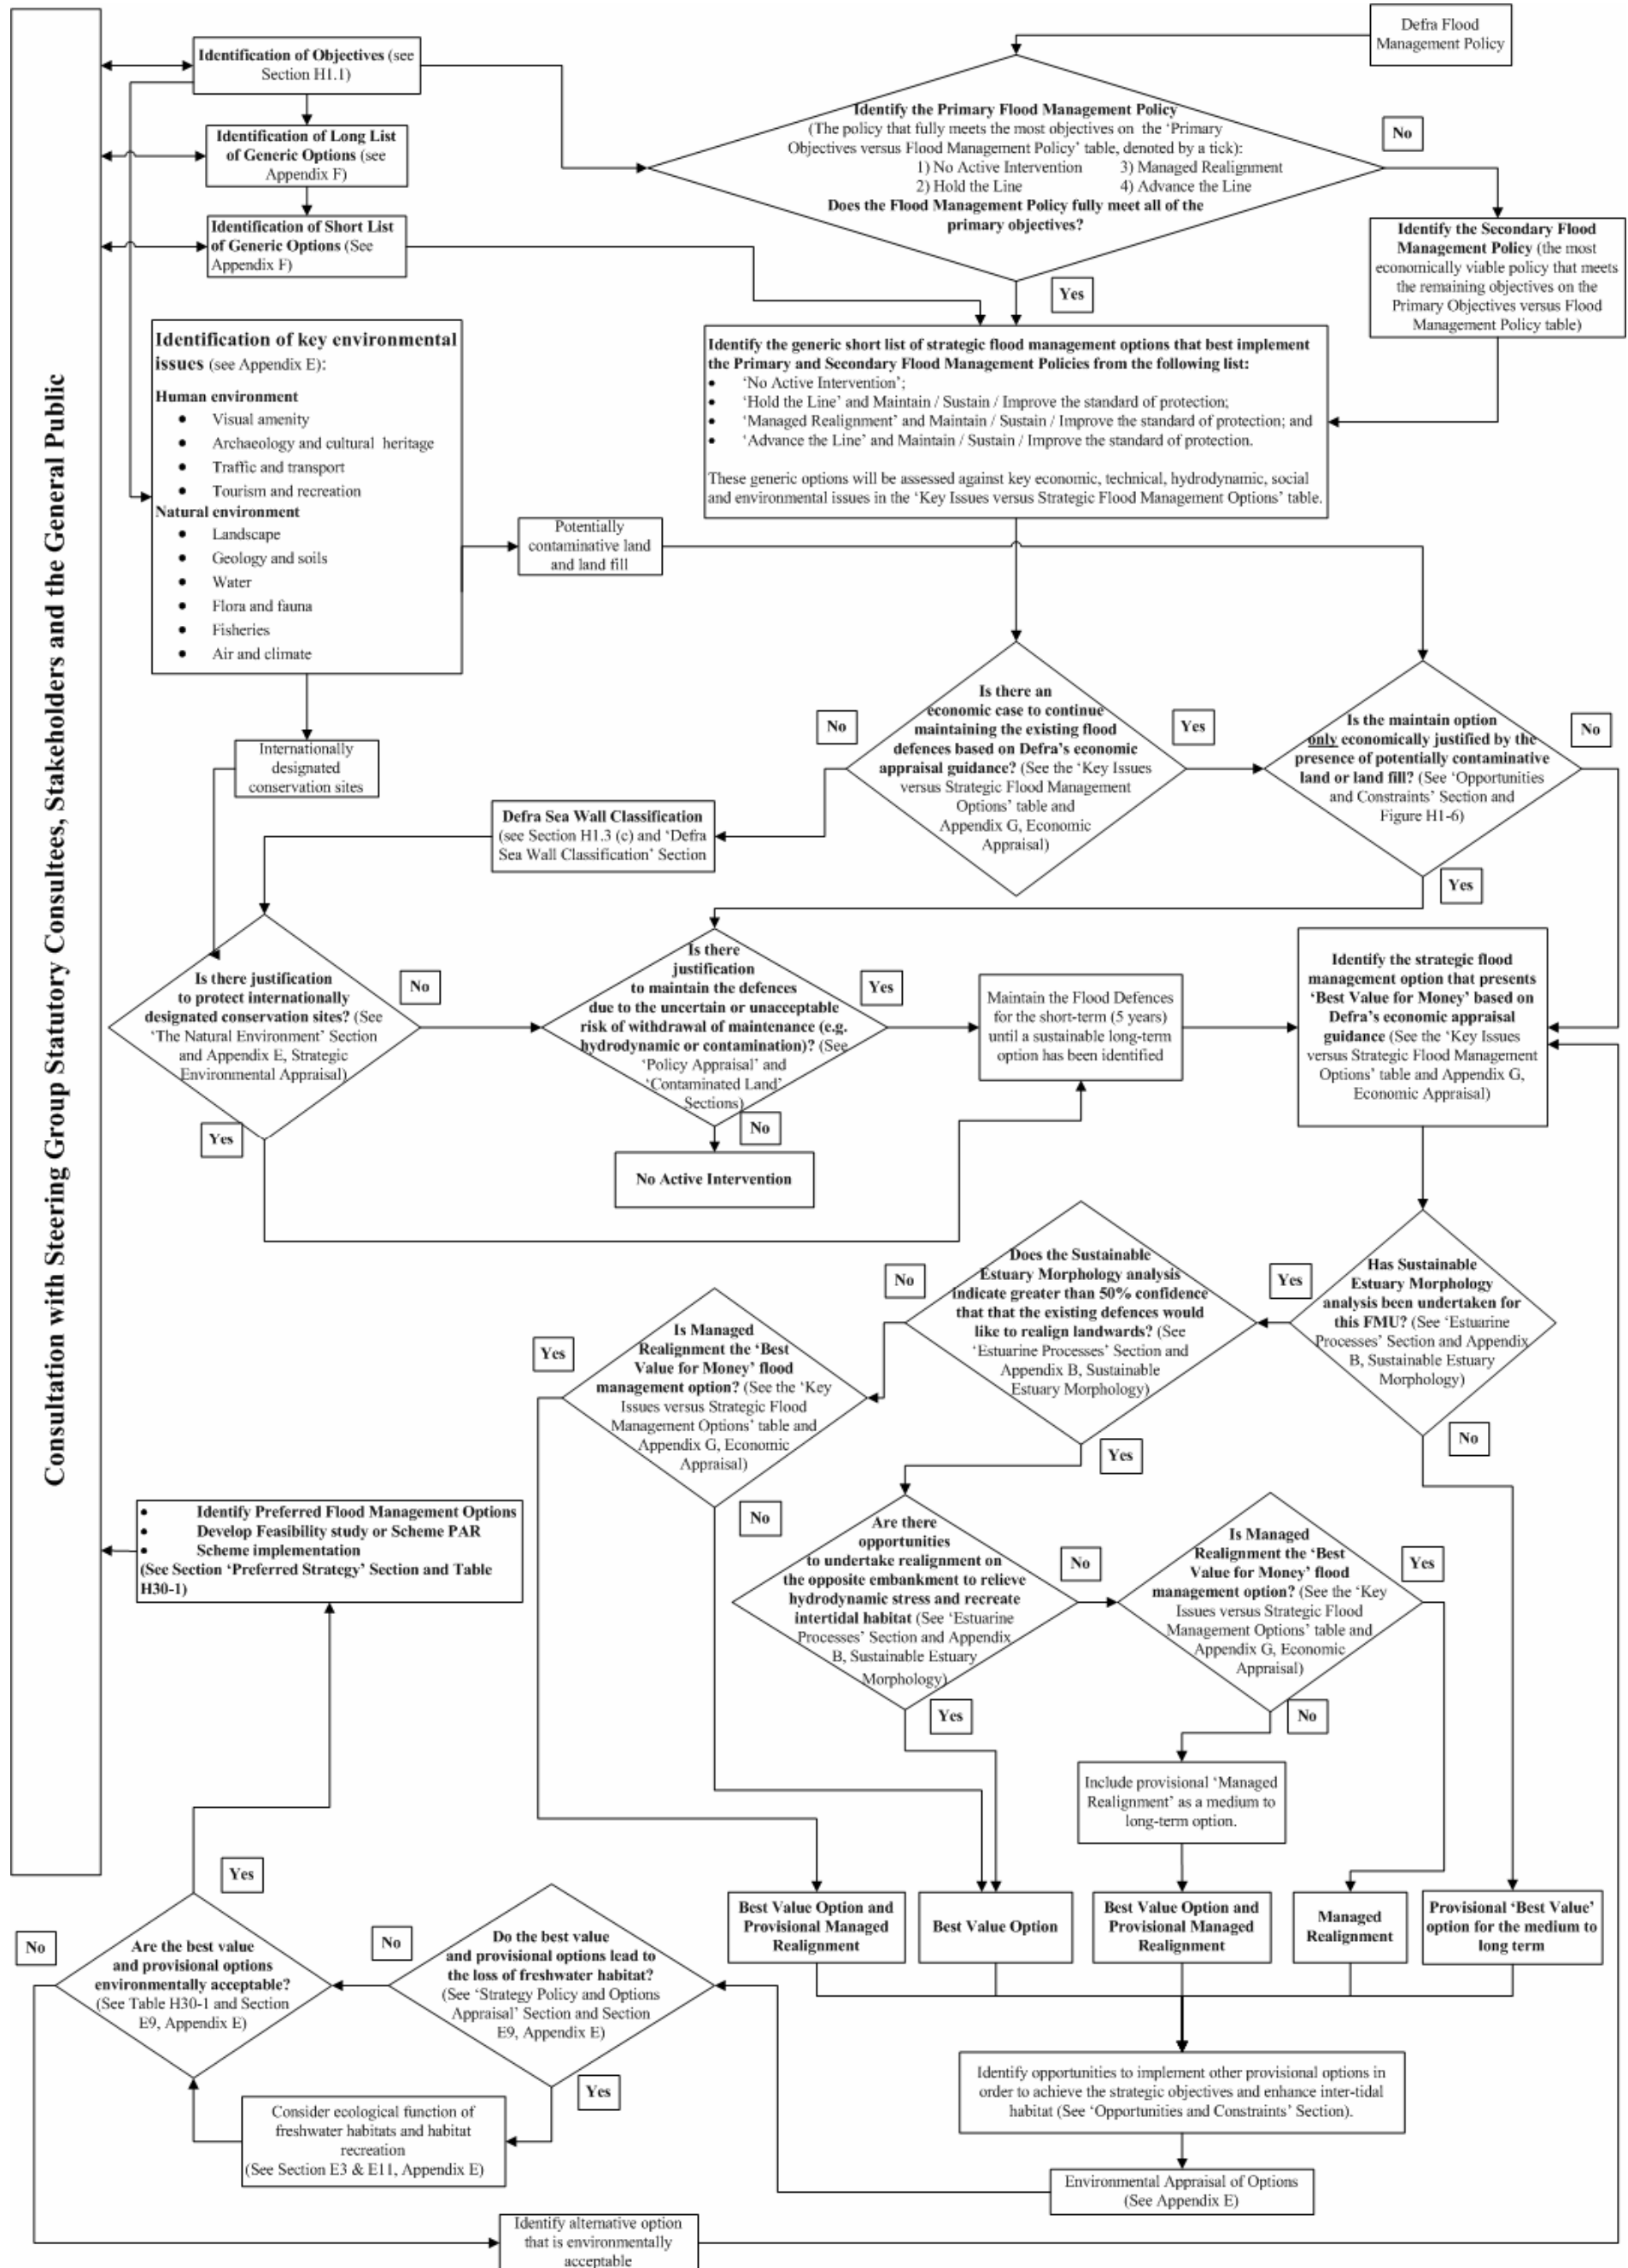 Consultation with Steering Group Statutory Consultees, Stakeholders and the General Public
Defra Flood
Management Policy
Identification of Objectives (see
Section H1.1)
Identification of Long List
of Generic Options (see
Appendix F)
Identification of Short List
of Generic Options (See
Appendix F)
Identify the Primary Flood Management Policy
(The policy that fully meets the most objectives on the ‘Primary
Objectives versus Flood Management Policy’ table, denoted by a tick):
1) No Active Intervention 3) Managed Realignment
2) Hold the Line 4) Advance the Line
Does the Flood Management Policy fully meet all of the
primary objectives?
No
Yes
Identify the Secondary Flood
Management Policy (the most
economically viable policy that meets
the remaining objectives on the
Primary Objectives versus Flood
Management Policy table)
Identification of key environmental
issues (see Appendix E):
Human environment
• Visual amenity
• Archaeology and cultural heritage
• Traffic and transport
• Tourism and recreation
Natural environment
• Landscape
• Geology and soils
• Water
• Flora and fauna
• Fisheries
• Air and climate
Identify the generic short list of strategic flood management options that best implement
the Primary and Secondary Flood Management Policies from the following list:
• ‘No Active Intervention’;
• ‘Hold the Line’ and Maintain / Sustain / Improve the standard of protection;
• ‘Managed Realignment’ and Maintain / Sustain / Improve the standard of protection; and
• ‘Advance the Line’ and Maintain / Sustain / Improve the standard of protection.
These generic options will be assessed against key economic, technical, hydrodynamic, social
and environmental issues in the ‘Key Issues versus Strategic Flood Management Options’ table.
Potentially
contaminative land
and land fill
Internationally
designated
conservation sites
No
Is there an
economic case to continue
maintaining the existing flood
defences based on Defra’s economic
appraisal guidance? (See the ‘Key Issues
versus Strategic Flood Management
Options’ table and
Appendix G, Economic
Appraisal)
Yes
Is the maintain option
only economically justified by the
presence of potentially contaminative
land or land fill? (See ‘Opportunities
and Constraints’ Section and
Figure H1-6)
No
Yes
Defra Sea Wall Classification
(see Section H1.3 (c) and ‘Defra
Sea Wall Classification’ Section
Is there justification
to protect internationally
designated conservation sites? (See
‘The Natural Environment’ Section
and Appendix E, Strategic
Environmental Appraisal)
No
Yes
Is there
justification
to maintain the defences
due to the uncertain or unacceptable
risk of withdrawal of maintenance (e.g.
hydrodynamic or contamination)? (See
‘Policy Appraisal’ and
‘Contaminated Land’
Sections)
Yes
No
No Active Intervention
Maintain the Flood Defences
for the short-term (5 years)
until a sustainable long-term
option has been identified
Identify the strategic flood
management option that presents
‘Best Value for Money’ based on
Defra’s economic appraisal
guidance (See the ‘Key Issues
versus Strategic Flood Management
Options’ table and Appendix G,
Economic Appraisal)
Has Sustainable
Estuary Morphology
analysis been undertaken for
this FMU? (See ‘Estuarine
Processes’ Section and Appendix
B, Sustainable Estuary
Morphology)
Yes
No
Does the Sustainable
Estuary Morphology analysis
indicate greater than 50% confidence
that that the existing defences would
like to realign landwards? (See
‘Estuarine Processes’ Section and
Appendix B, Sustainable
Estuary Morphology)
No
Yes
Is Managed
Realignment the ‘Best
Value for Money’ flood
management option? (See the ‘Key
Issues versus Strategic Flood
Management Options’ table and
Appendix G, Economic
Appraisal)
Yes
No
Are there
opportunities
to undertake realignment on
the opposite embankment to relieve
hydrodynamic stress and recreate
intertidal habitat (See ‘Estuarine
Processes’ Section and Appendix
B, Sustainable Estuary
Morphology)
No
Yes
Is Managed
Realignment the ‘Best
Value for Money’ flood
management option? (See the ‘Key
Issues versus Strategic Flood
Management Options’ table and
Appendix G, Economic
Appraisal)
Yes
No
Include provisional ‘Managed
Realignment’ as a medium to
long-term option.
• Identify Preferred Flood Management Options
• Develop Feasibility study or Scheme PAR
• Scheme implementation
(See Section ‘Preferred Strategy’ Section and Table
H30-1)
Best Value Option and
Provisional Managed
Realignment
Best Value Option
Best Value Option and
Provisional Managed
Realignment
Managed
Realignment
Provisional ‘Best Value’
option for the medium to
long term
Yes
No
Are the best value
and provisional options
environmentally acceptable?
(See Table H30-1 and Section
E9, Appendix E)
No
Do the best value
and provisional options lead to
the loss of freshwater habitat?
(See ‘Strategy Policy and Options
Appraisal’ Section and Section
E9, Appendix E)
Yes
Consider ecological function of
freshwater habitats and habitat
recreation
(See Section E3 & E11, Appendix E)
Identify opportunities to implement other provisional options in
order to achieve the strategic objectives and enhance inter-tidal
habitat (See ‘Opportunities and Constraints’ Section).
Environmental Appraisal of Options
(See Appendix E)
Identify alternative option
that is environmentally
acceptable